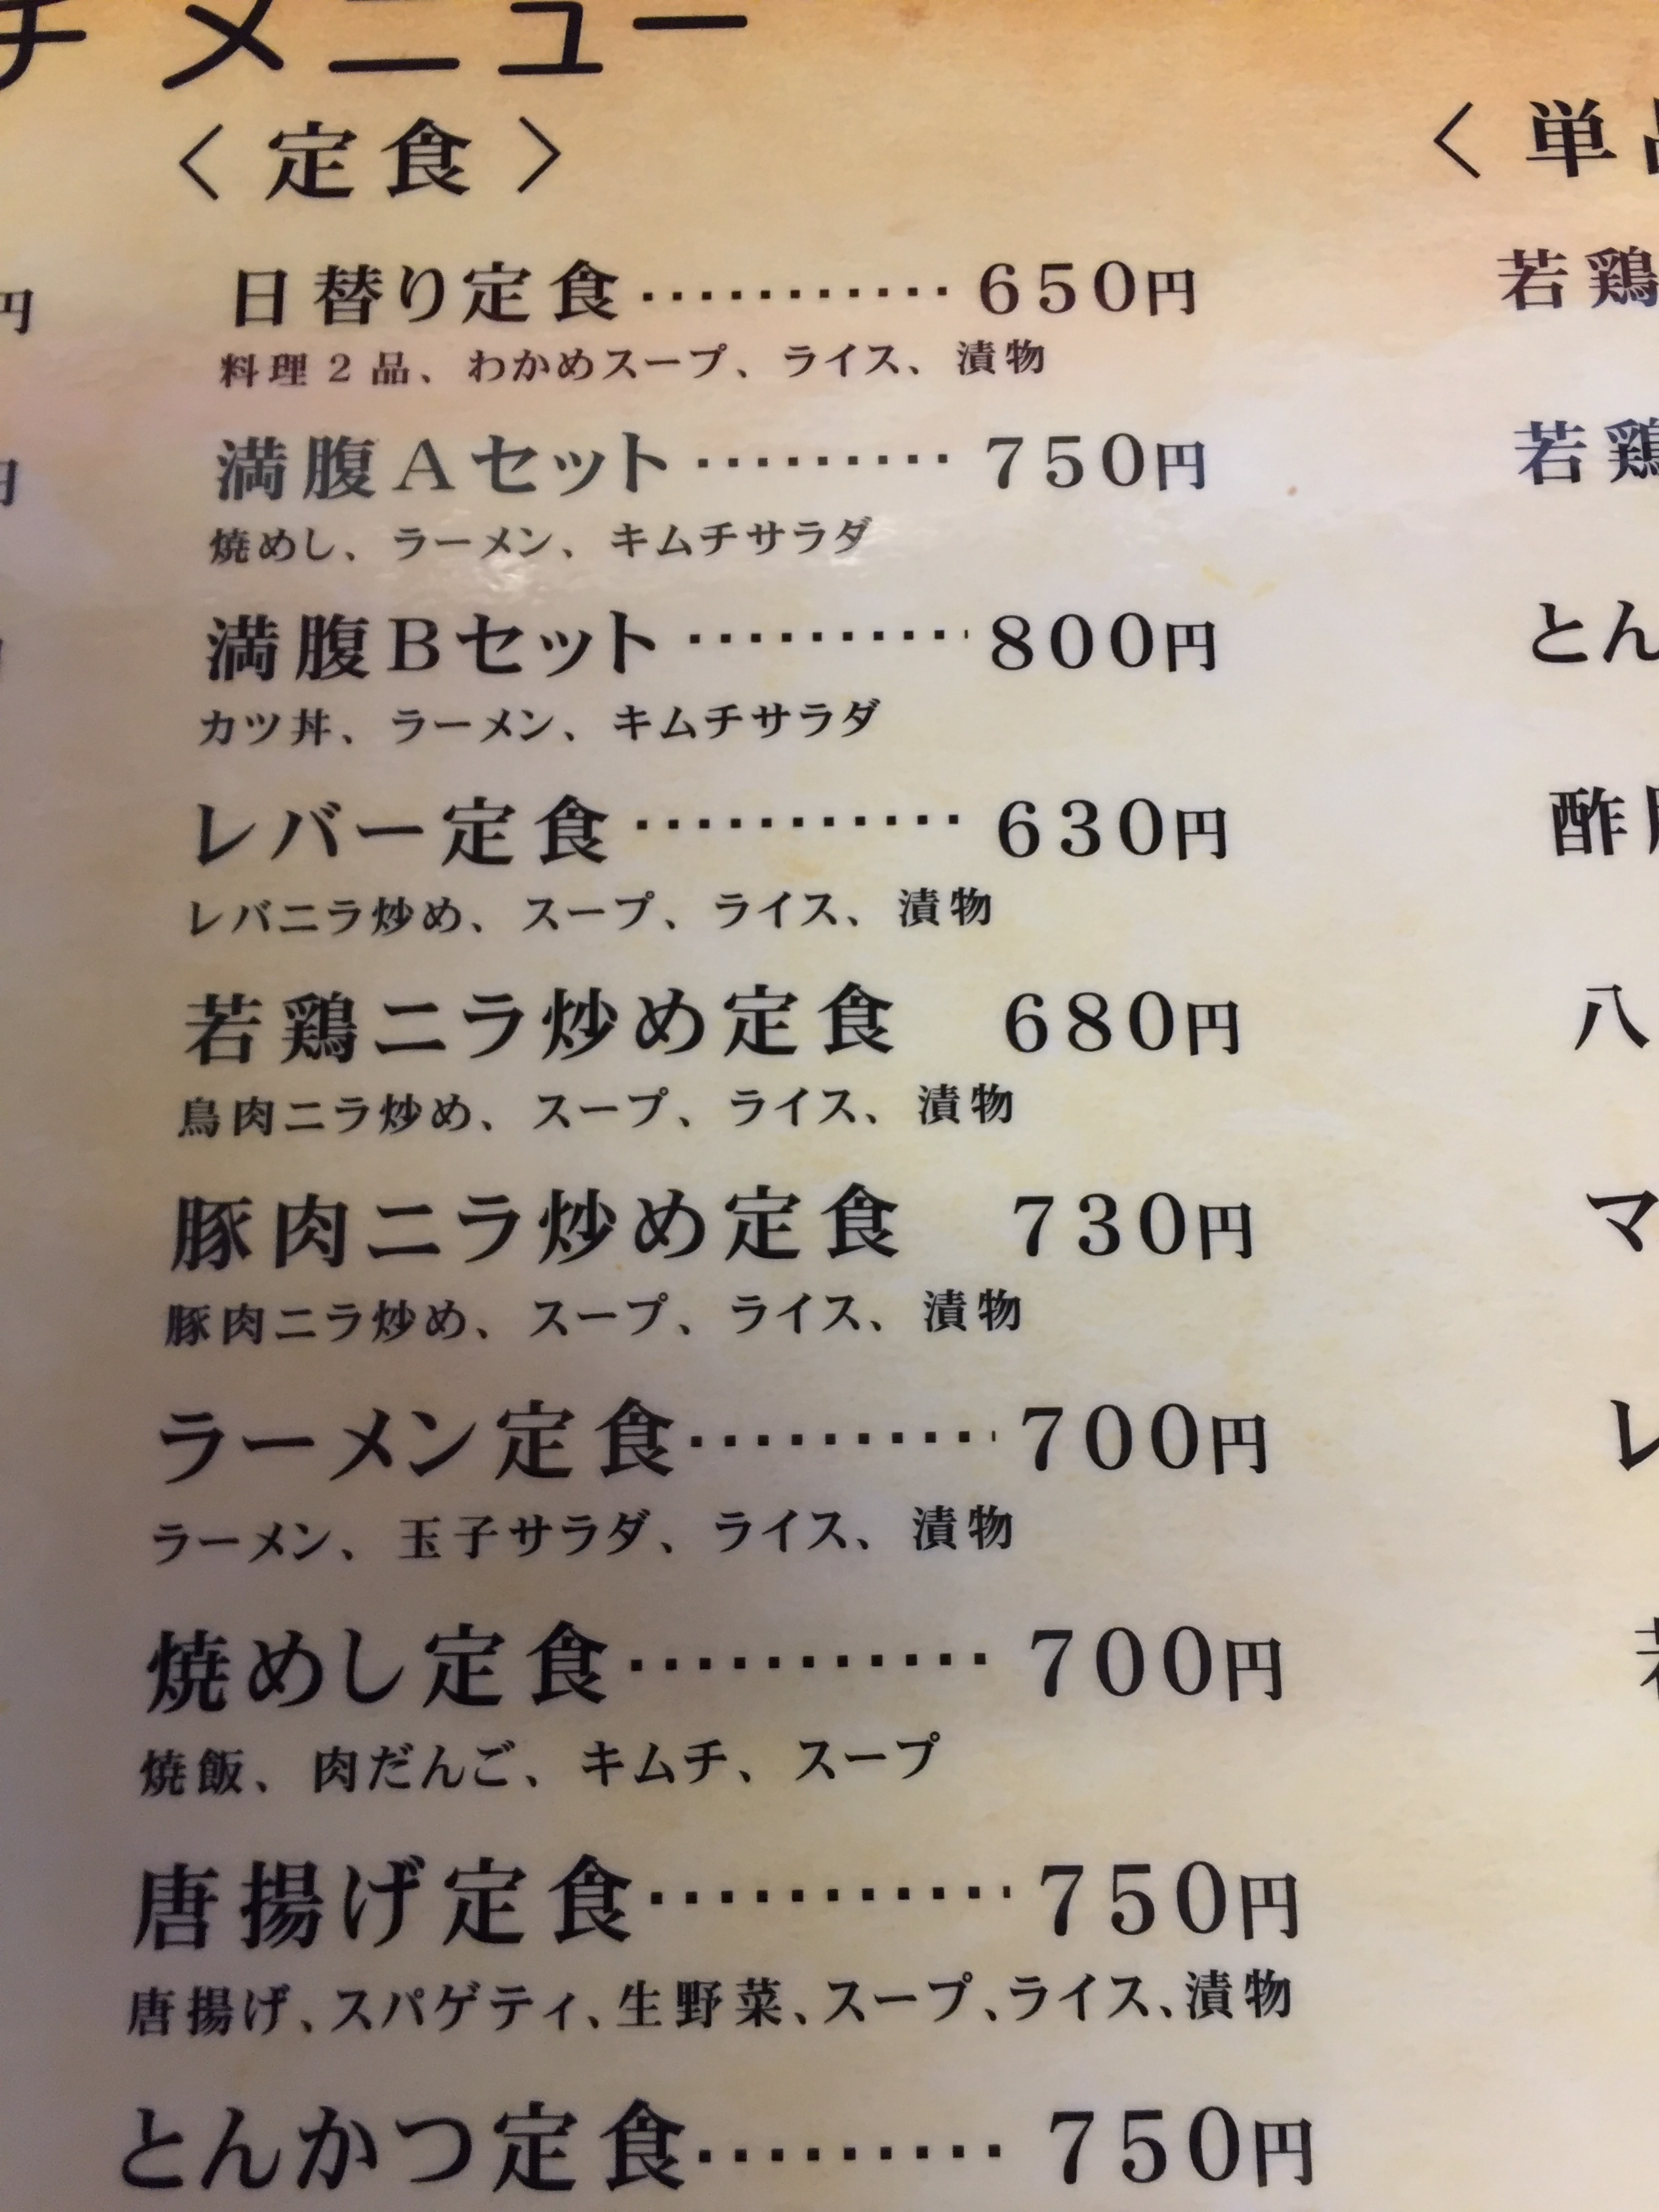 チ メニュー
〈 定食 〉
日替り定食・・・・・・・・・・・・650円
料理2品、わかめスープ、ライス、漬物
満腹Aセット・・・・・・・・・・750円
焼めし、ラーメン、キムチサラダ
満腹Bセット・・・・・・・・・・800円
カツ丼、ラーメン、キムチサラダ
レバー定食・・・・・・・・・・・・630円
レバニラ炒め、スープ、ライス、漬物
若鶏ニラ炒め定食 680円
鳥肉ニラ炒め、スープ、ライス、漬物
豚肉ニラ炒め定食 730円
豚肉ニラ炒め、スープ、ライス、漬物
ラーメン定食・・・・・・・・・・700円
ラーメン、玉子サラダ、ライス、漬物
焼めし定食・・・・・・・・・・・・700円
焼飯、肉だんご、キムチ、スープ
唐揚げ定食・・・・・・・・・・・・750円
唐揚げ、スパゲティ、生野菜、スープ、ライス、漬物
とんかつ定食・・・・・・・・・・750円
〈 単
若鶏
若鶏
とん
酢
八
マ
レ
円
円